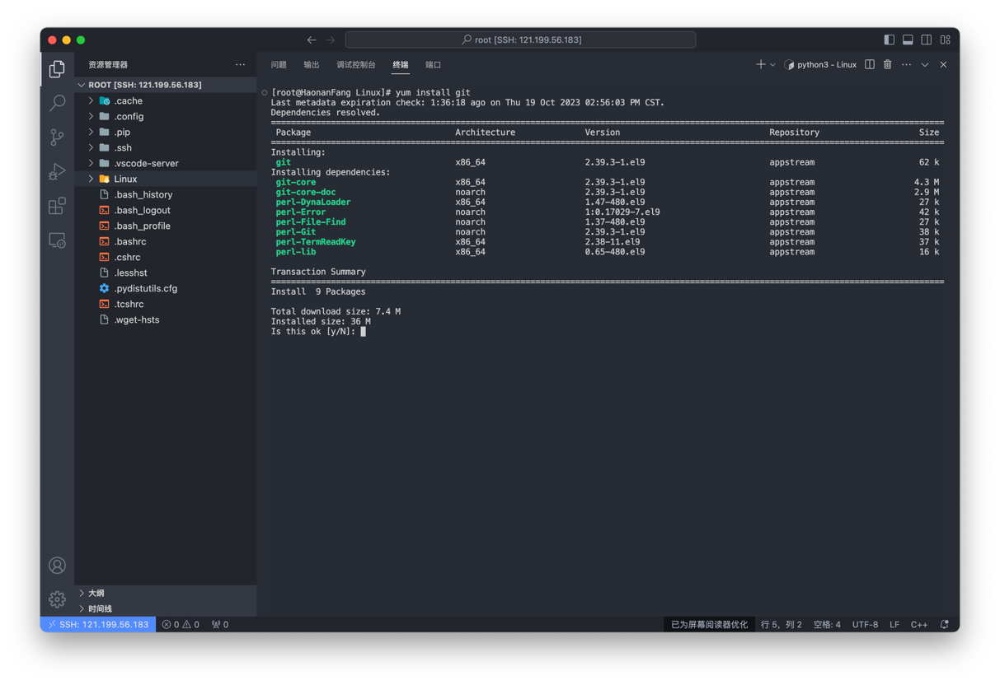 root [SSH: 121.199.56.183]
资源管理器
ROOT [SSH: 121.199.56.183]
.cache
.config
.pip
.ssh
.vscode-server
Linux
.bash_history
.bash_logout
.bash_profile
.bashrc
.cshrc
.lesshst
.pydistutils.cfg
.tcshrc
.wget-hsts
大纲
时间线
问题 输出 调试控制台 终端 端口
python3 - Linux
[root@HaonanFang Linux]# yum install git
Last metadata expiration check: 1:36:18 ago on Thu 19 Oct 2023 02:56:03 PM CST.
Dependencies resolved.
Package Architecture Version Repository Size
Installing:
git x86_64 2.39.3-1.el9 appstream 62 k
Installing dependencies:
git-core x86_64 2.39.3-1.el9 appstream 4.3 M
git-core-doc noarch 2.39.3-1.el9 appstream 2.9 M
perl-DynaLoader x86_64 1.47-480.el9 appstream 27 k
perl-Error noarch 1:0.17029-7.el9 appstream 42 k
perl-File-Find noarch 1.37-480.el9 appstream 27 k
perl-Git noarch 2.39.3-1.el9 appstream 38 k
perl-TermReadKey x86_64 2.38-11.el9 appstream 37 k
perl-lib x86_64 0.65-480.el9 appstream 16 k
Transaction Summary
Install 9 Packages
Total download size: 7.4 M
Installed size: 36 M
Is this ok [y/N]:
SSH: 121.199.56.183 0 0 0 已为屏幕阅读器优化 行 5，列 2 空格: 4 UTF-8 LF C++